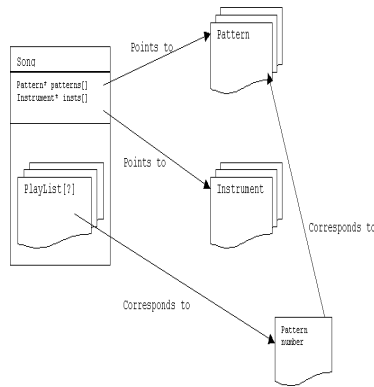 Song
Pattern* patterns[]
Instrument* insts[]
PlayList[?]
Points to
Pattern
Points to
Instrument
Corresponds to
Corresponds to
Pattern
number